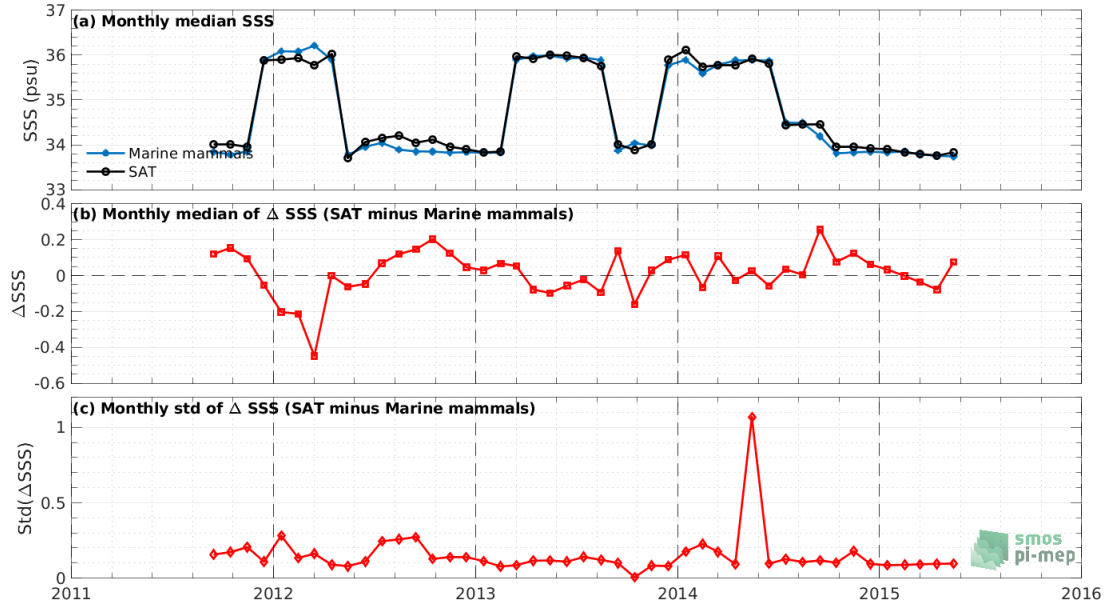 37
(a) Monthly median SSS
36
35
34
33
SSS (psu)
Marine mammals
SAT
0.4
(b) Monthly median of Δ SSS (SAT minus Marine mammals)
0.2
0
-0.2
-0.4
-0.6
ΔSSS
(c) Monthly std of Δ SSS (SAT minus Marine mammals)
1
0.5
0
Std(ΔSSS)
smos
pi-mep
2011 2012 2013 2014 2015 2016